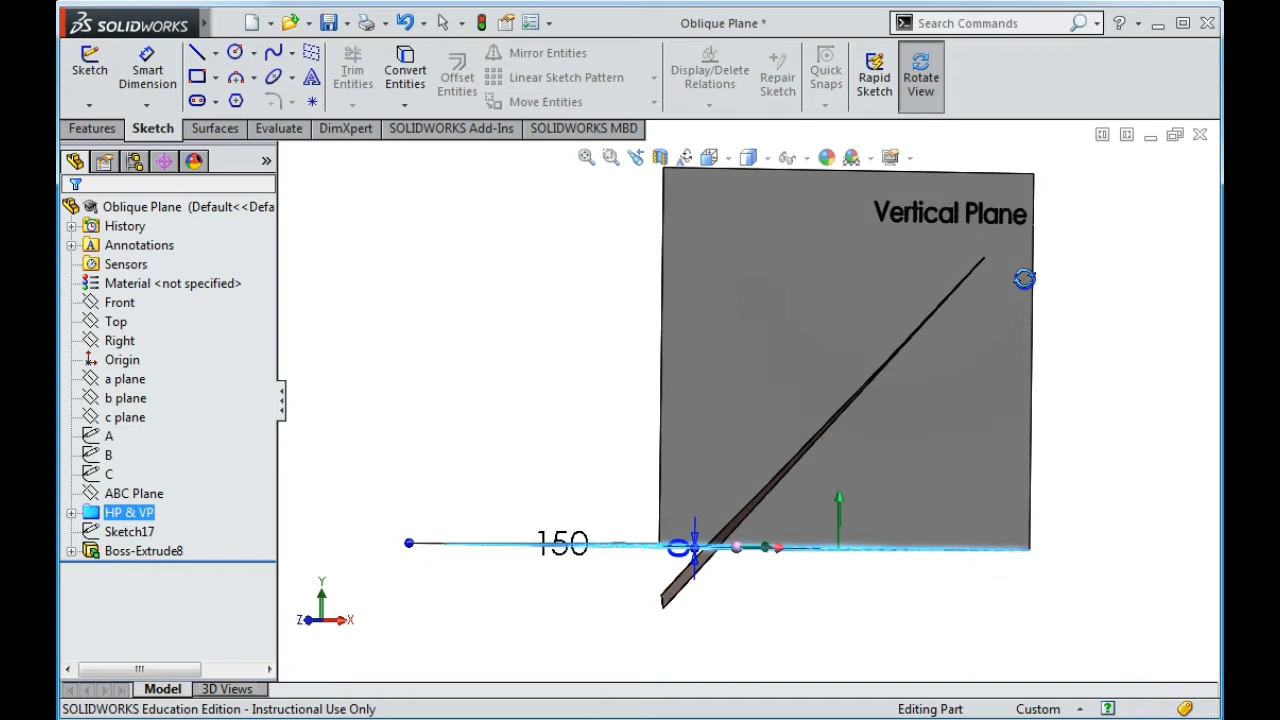 SOLIDWORKS
Oblique Plane *
Search Commands
Sketch
Smart Dimension
Trim Entities
Convert Entities
Offset Entities
Mirror Entities
Linear Sketch Pattern
Move Entities
Display/Delete Relations
Repair Sketch
Quick Snaps
Rapid Sketch
Rotate View
Features
Sketch
Surfaces
Evaluate
DimXpert
SOLIDWORKS Add-Ins
SOLIDWORKS MBD
Oblique Plane (Default<<Defa
History
Annotations
Sensors
Material <not specified>
Front
Top
Right
Origin
a plane
b plane
c plane
A
B
C
ABC Plane
HP & VP
Sketch17
Boss-Extrude8
Vertical Plane
150
Y
Z
X
Model
3D Views
SOLIDWORKS Education Edition - Instructional Use Only
Editing Part
Custom